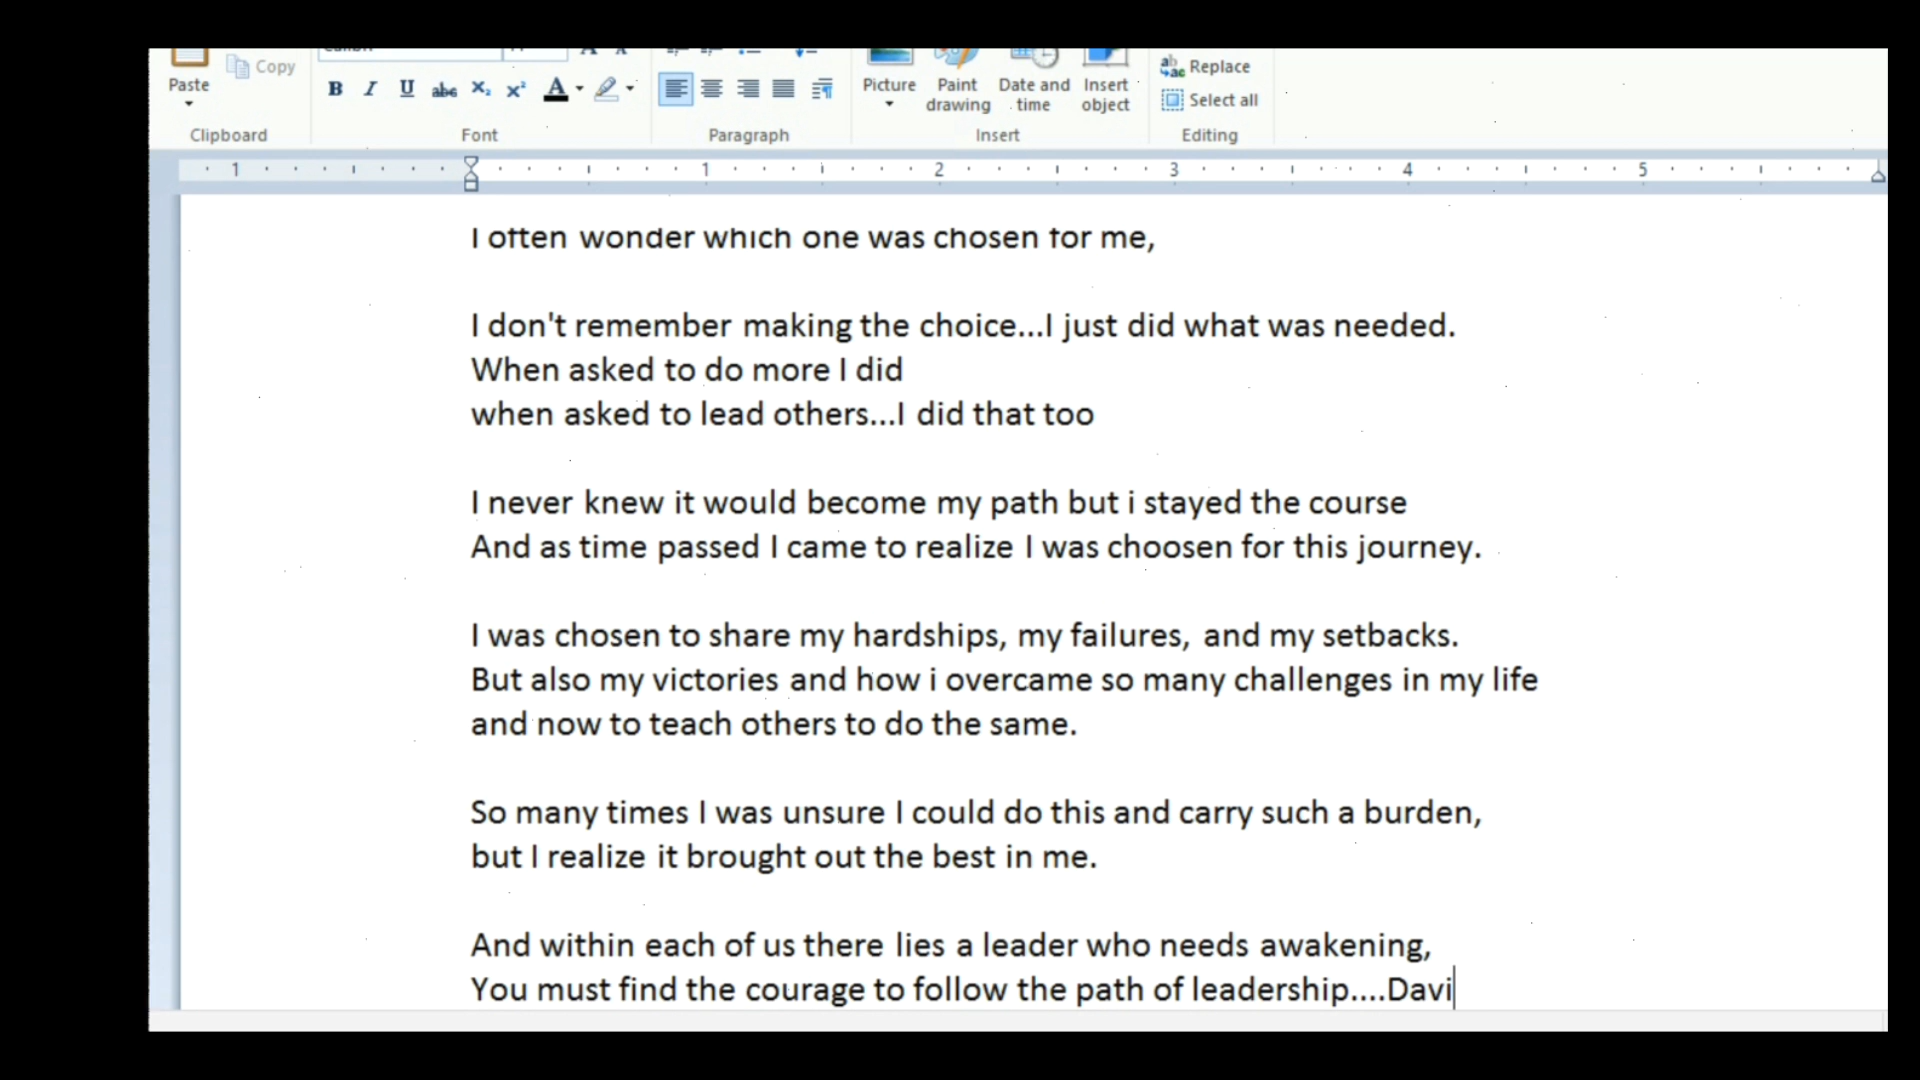 Paste
Copy
B I U abc X₂ X² A
Picture
Paint drawing
Date and time
Insert object
Replace
Select all
Clipboard
Font
Paragraph
Insert
Editing
1 1 2 3 4 5
I often wonder which one was chosen for me,
I don't remember making the choice...I just did what was needed.
When asked to do more I did
when asked to lead others...I did that too
I never knew it would become my path but i stayed the course
And as time passed I came to realize I was choosen for this journey.
I was chosen to share my hardships, my failures, and my setbacks.
But also my victories and how i overcame so many challenges in my life
and now to teach others to do the same.
So many times I was unsure I could do this and carry such a burden,
but I realize it brought out the best in me.
And within each of us there lies a leader who needs awakening,
You must find the courage to follow the path of leadership....Davi